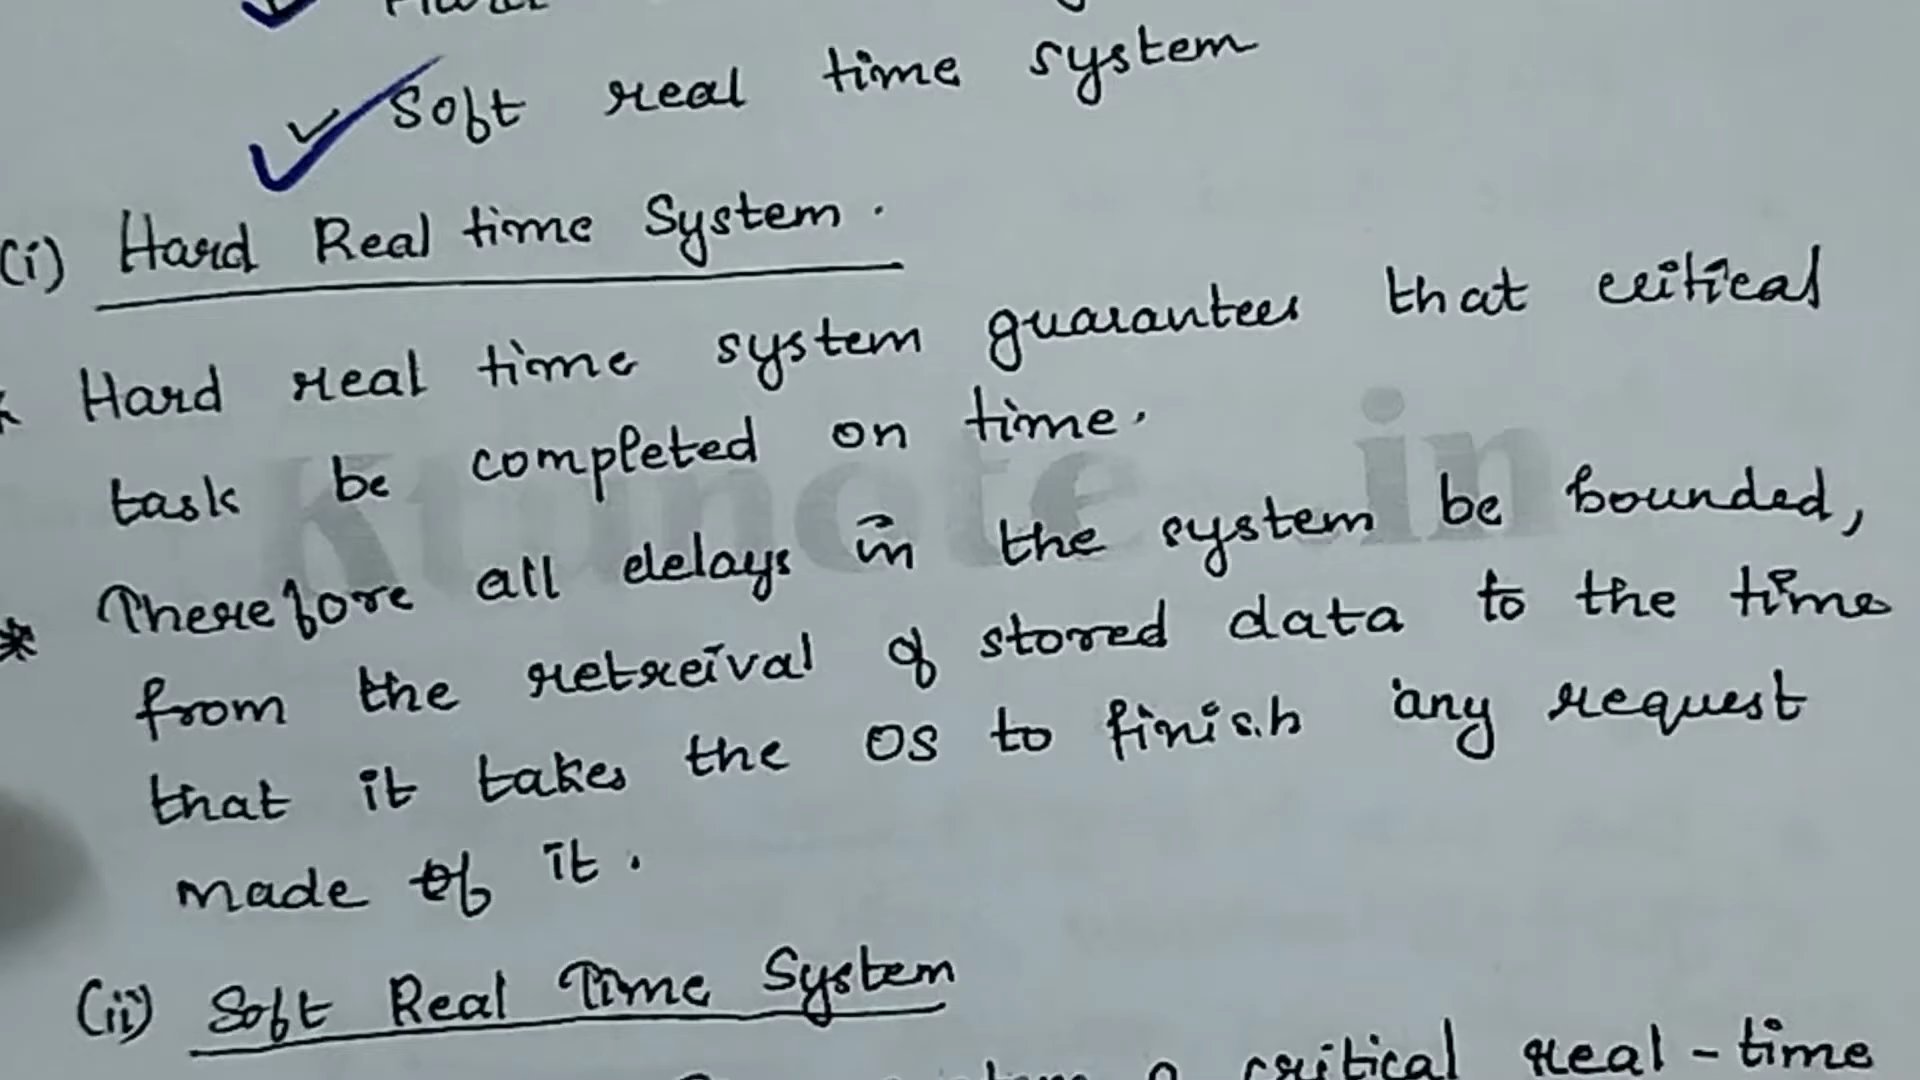 Soft real time system
(i) Hard Real time System.
Hard real time system guarantees that critical
task be completed on time.
* Therefore all delays in the system be bounded,
from the retreival of stored data to the time
that it takes the OS to finish any request
made of it.
(ii) Soft Real Time System
critical real-time
Ktunote.in